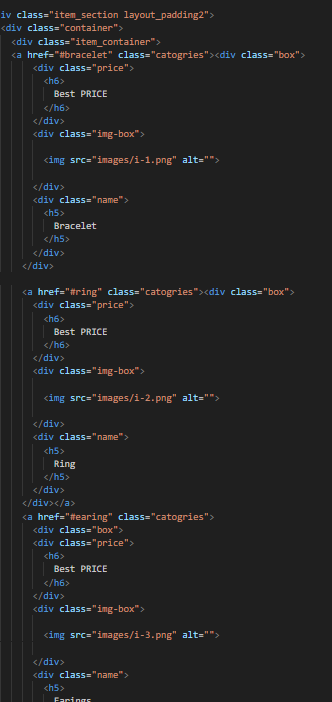 iv class="item_section layout_padding2">
<div class="container">
<div class="item_container">
<a href="#bracelet" class="catogries"><div class="box">
<div class="price">
<h6>
Best PRICE
</h6>
</div>
<div class="img-box">
<img src="images/i-1.png" alt="">
</div>
<div class="name">
<h5>
Bracelet
</h5>
</div>
</div>
<a href="#ring" class="catogries"><div class="box">
<div class="price">
<h6>
Best PRICE
</h6>
</div>
<div class="img-box">
<img src="images/i-2.png" alt="">
</div>
<div class="name">
<h5>
Ring
</h5>
</div>
</div></a>
<a href="#earing" class="catogries">
<div class="box">
<div class="price">
<h6>
Best PRICE
</h6>
</div>
<div class="img-box">
<img src="images/i-3.png" alt="">
</div>
<div class="name">
<h5>
Earings